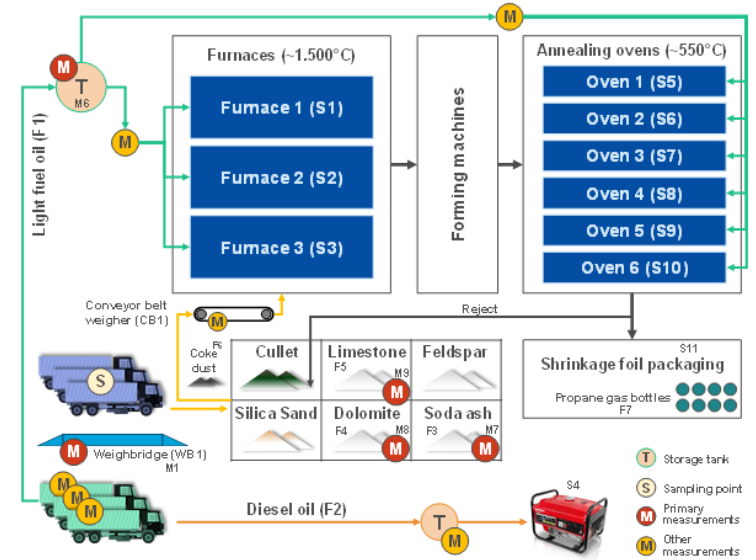 M
Furnaces (~1.500°C)
Annealing ovens (~550°C)
M
T
M6
M
Light fuel oil (F1)
Furnace 1 (S1)
Furnace 2 (S2)
Furnace 3 (S3)
Forming machines
Oven 1 (S5)
Oven 2 (S6)
Oven 3 (S7)
Oven 4 (S8)
Oven 5 (S9)
Oven 6 (S10)
Conveyor belt
weigher (CB1)
M
Reject
F6
Coke
dust
Cullet
Limestone
F5
M9
M
Feldspar
Silica Sand
Dolomite
F4
M8
M
Soda ash
F3
M7
M
S11
Shrinkage foil packaging
Propane gas bottles
F7
S
M
Weighbridge (WB1)
M1
M
M
M
Diesel oil (F2)
T
M
S4
T
Storage tank
S
Sampling point
M
Primary
measurements
M
Other
measurements